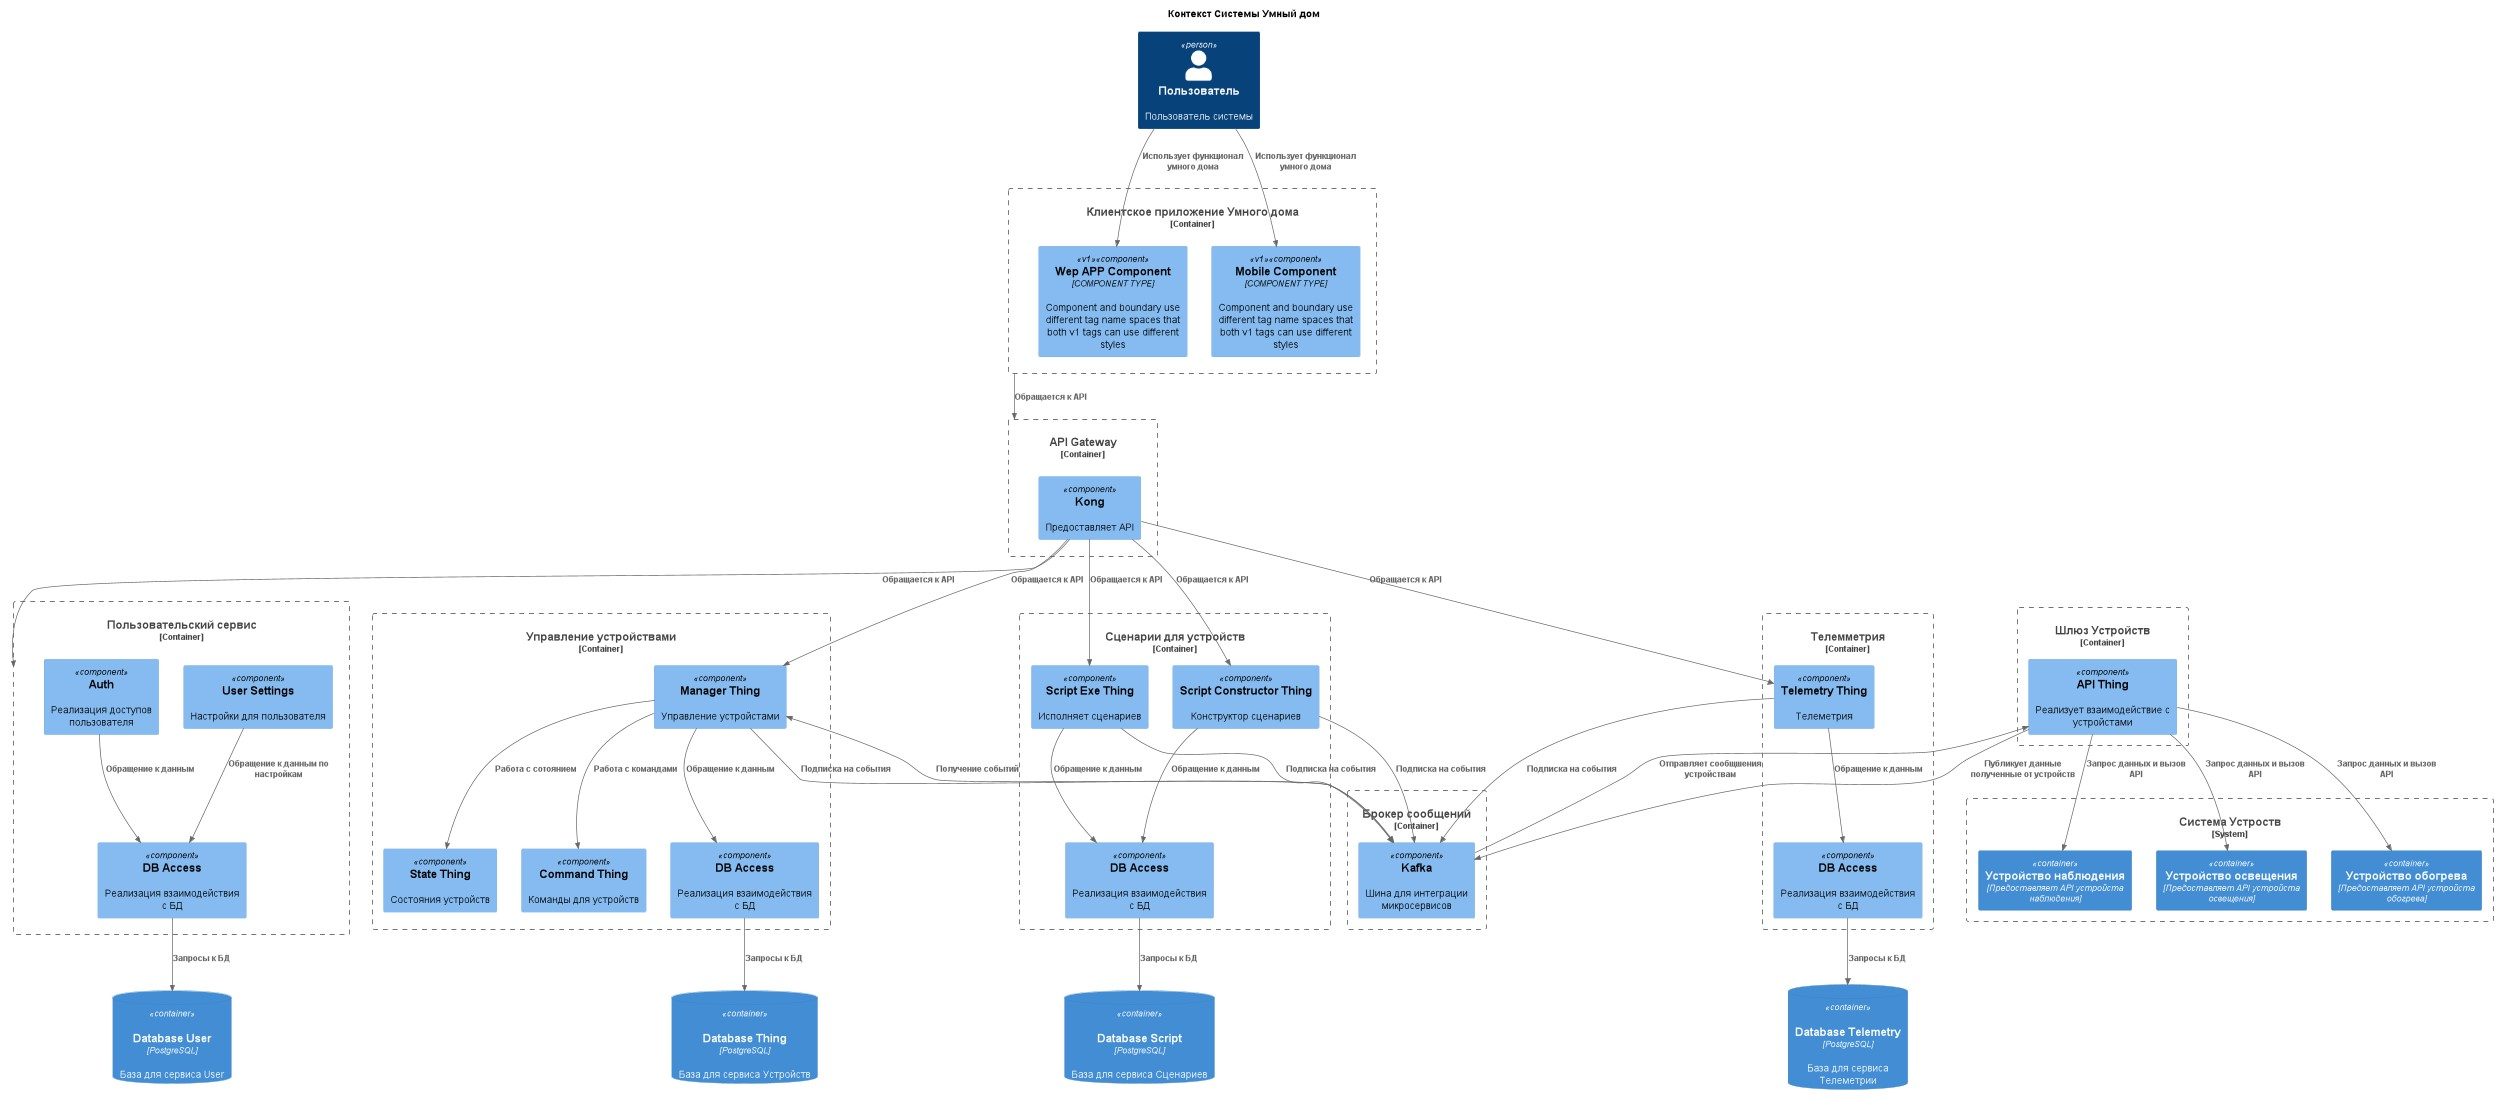 Контекст Системы Умный дом
«person»
Пользователь
Пользователь системы
Использует функционал
умного дома
Использует функционал
умного дома
Клиентское приложение Умного дома
[Container]
«v1»«component»
Wep APP Component
[COMPONENT TYPE]
Component and boundary use
different tag name spaces that
both v1 tags can use different
styles
«v1»«component»
Mobile Component
[COMPONENT TYPE]
Component and boundary use
different tag name spaces that
both v1 tags can use different
styles
Обращается к API
API Gateway
[Container]
«component»
Kong
Предоставляет API
Обращается к API
Обращается к API
Обращается к API
Обращается к API
Обращается к API
Пользовательский сервис
[Container]
«component»
Auth
Реализация доступов
пользователя
«component»
User Settings
Настройки для пользователя
Обращение к данным
Обращение к данным по
настройкам
«component»
DB Access
Реализация взаимодействия
с БД
Запросы к БД
«container»
Database User
[PostgreSQL]
База для сервиса User
Управление устройствами
[Container]
«component»
Manager Thing
Управление устройстами
Работа с сотоянием
Работа с командами
Обращение к данным
Подписка на события
Получение событий
«component»
State Thing
Состояния устройств
«component»
Command Thing
Команды для устройств
«component»
DB Access
Реализация взаимодействия
с БД
Запросы к БД
«container»
Database Thing
[PostgreSQL]
База для сервиса Устройств
Сценарии для устройств
[Container]
«component»
Script Exe Thing
Исполняет сценариев
«component»
Script Constructor Thing
Конструктор сценариев
Обращение к данным
Обращение к данным
Подписка на события
Подписка на события
«component»
DB Access
Реализация взаимодействия
с БД
Запросы к БД
«container»
Database Script
[PostgreSQL]
База для сервиса Сценариев
Брокер сообщений
[Container]
«component»
Kafka
Шина для интеграции
микросервисов
Подписка на события
Отправляет сообщшения
устройствам
Телемметрия
[Container]
«component»
Telemetry Thing
Телеметрия
Обращение к данным
«component»
DB Access
Реализация взаимодействия
с БД
Запросы к БД
«container»
Database Telemetry
[PostgreSQL]
База для сервиса
Телеметрии
Шлюз Устройств
[Container]
«component»
API Thing
Реализует взаимодействие с
устройстами
Публикует данные
полученные от устройств
Запрос данных и вызов
API
Запрос данных и вызов
API
Запрос данных и вызов
API
Система Устроств
[System]
«container»
Устройство наблюдения
[Предоставляет API устройста
наблюдения]
«container»
Устройство освещения
[Предоставляет API устройста
освещения]
«container»
Устройство обогрева
[Предоставляет API устройста
обогрева]